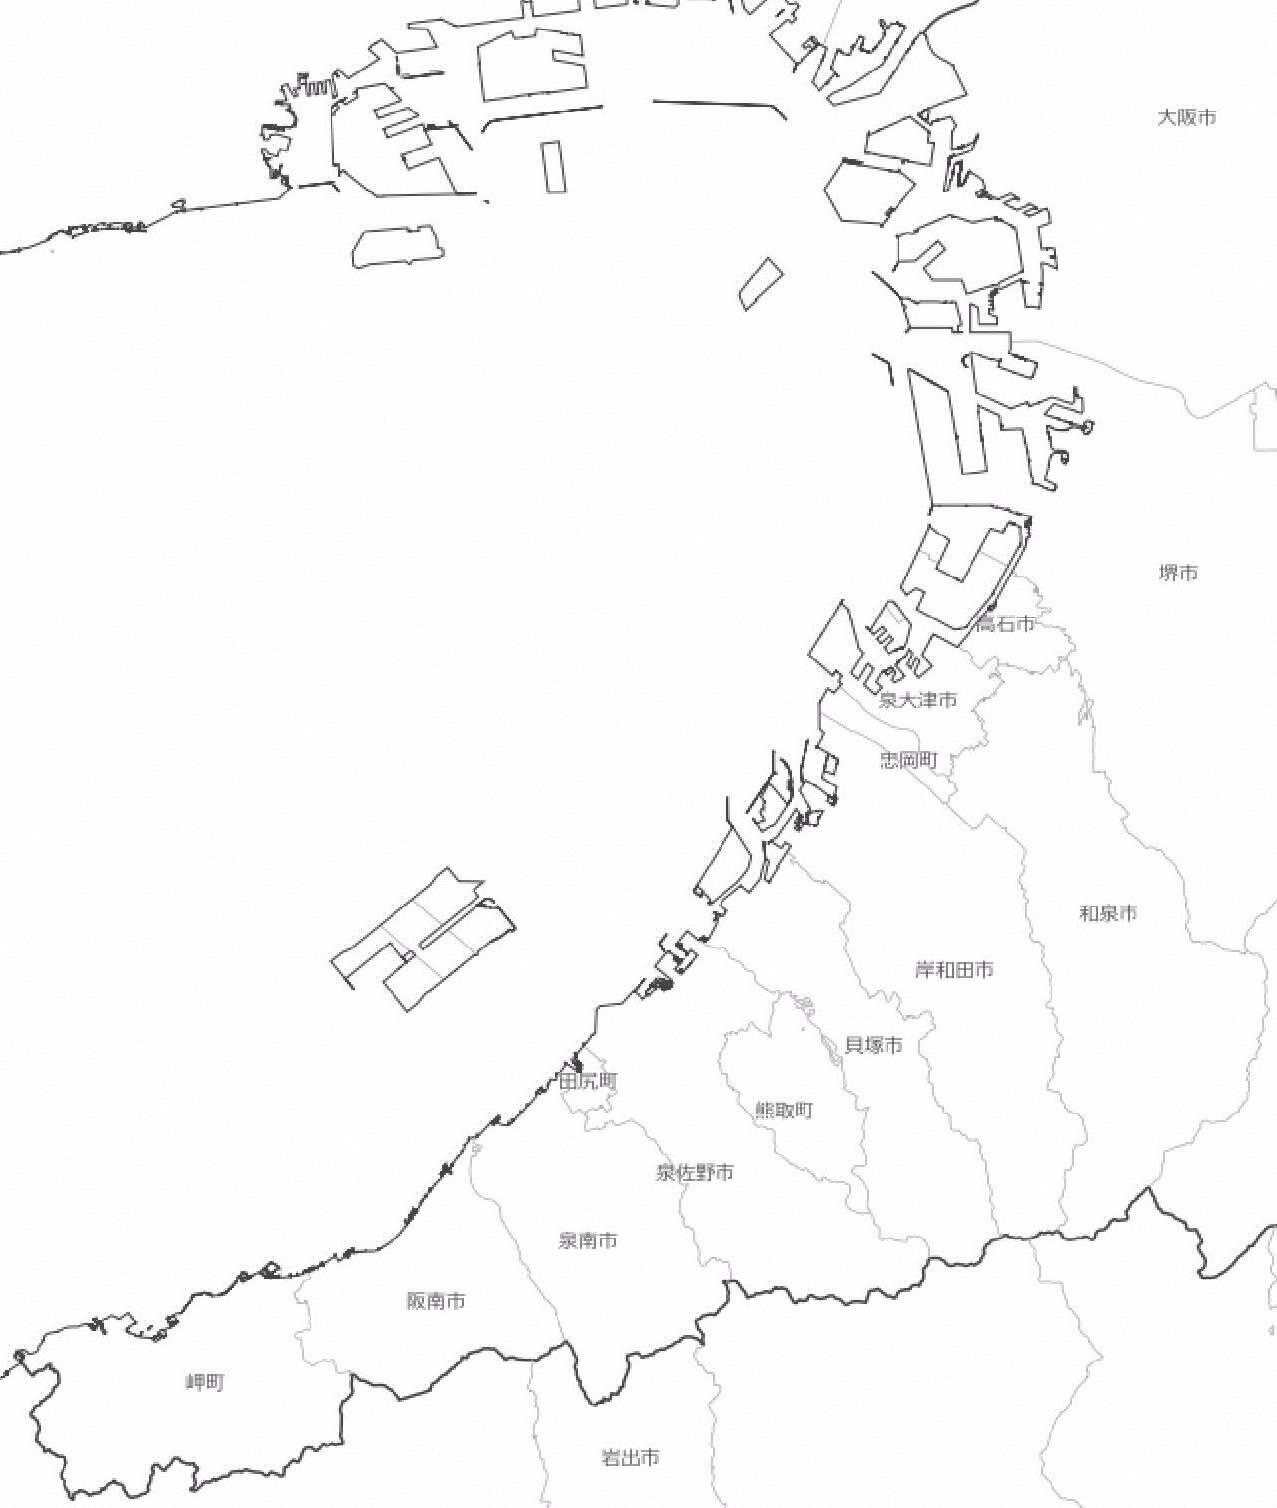 大阪市
堺市
高石市
泉大津市
忠岡町
和泉市
岸和田市
貝塚市
田尻町
熊取町
泉佐野市
泉南市
阪南市
岬町
岩出市